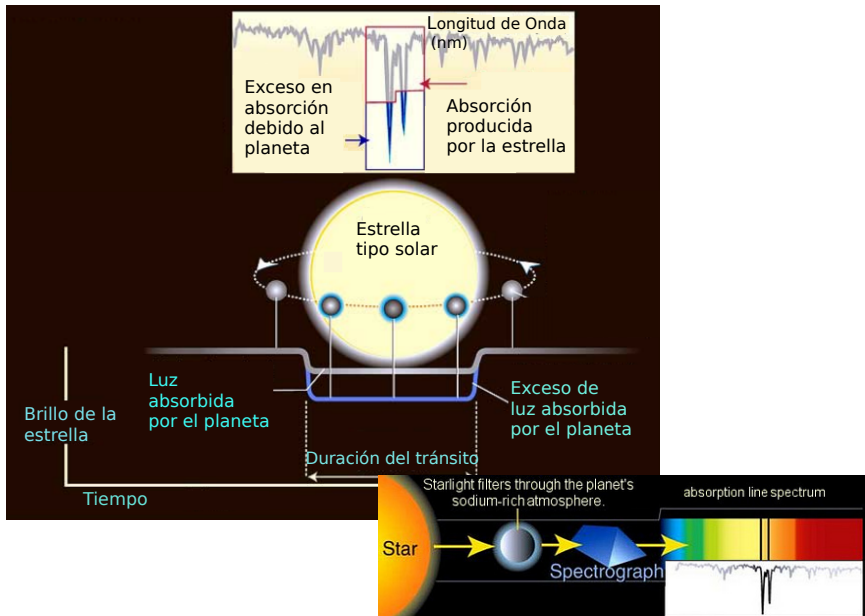 Longitud de Onda
(nm)
Exceso en
absorción
debido al
planeta
Absorción
producida
por la estrella
Estrella
tipo solar
Luz
absorbida
por el planeta
Exceso de
luz absorbida
por el planeta
Brillo de la
estrella
Duración del tránsito
Tiempo
Starlight filters through the planet's
sodium-rich atmosphere.
absorption line spectrum
Star
Spectrograph